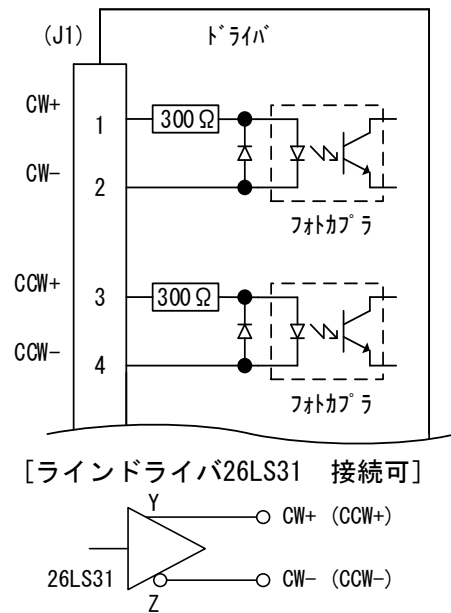 (J1) ﾄﾞﾗｲﾊﾞ
CW+
1
300Ω
CW-
2
ﾌｫﾄｶﾌﾟﾗ
CCW+
3
300Ω
CCW-
4
ﾌｫﾄｶﾌﾟﾗ
[ラインドライバ26LS31 接続可]
Y
CW+ (CCW+)
26LS31
CW- (CCW-)
Z